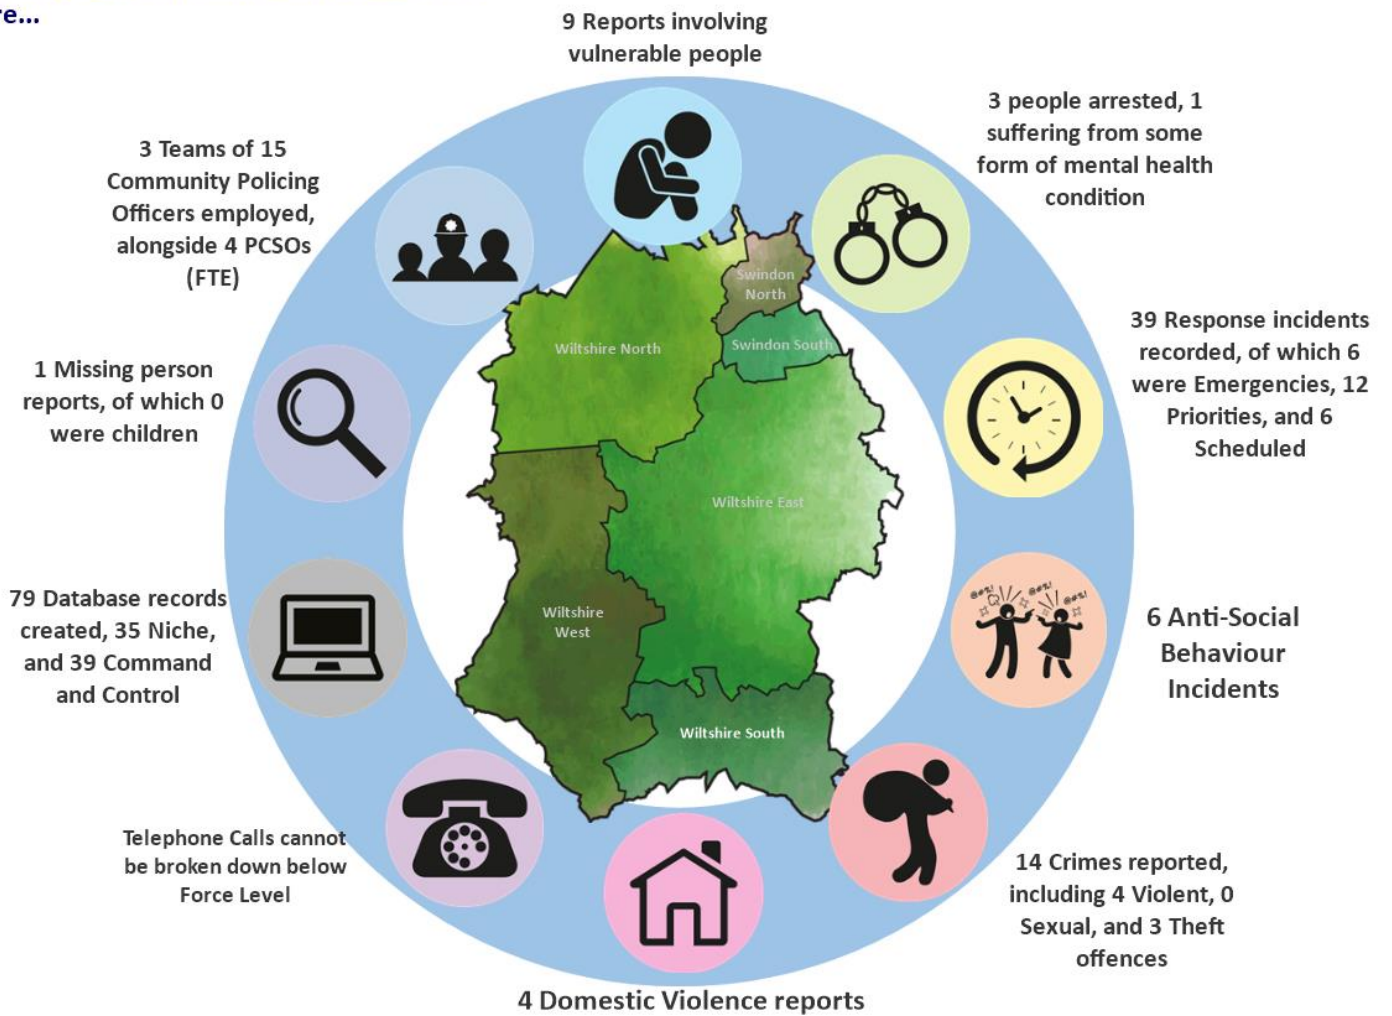 re...
9 Reports involving
vulnerable people
3 people arrested, 1
suffering from some
form of mental health
condition
3 Teams of 15
Community Policing
Officers employed,
alongside 4 PCSOs
(FTE)
39 Response incidents
recorded, of which 6
were Emergencies, 12
Priorities, and 6
Scheduled
1 Missing person
reports, of which 0
were children
6 Anti-Social
Behaviour
Incidents
79 Database records
created, 35 Niche,
and 39 Command
and Control
14 Crimes reported,
including 4 Violent, 0
Sexual, and 3 Theft
offences
Telephone Calls cannot
be broken down below
Force Level
4 Domestic Violence reports
Swindon
North
Swindon South
Wiltshire North
Wiltshire East
Wiltshire
West
Wiltshire South
@#%!
@#%!
@#%!